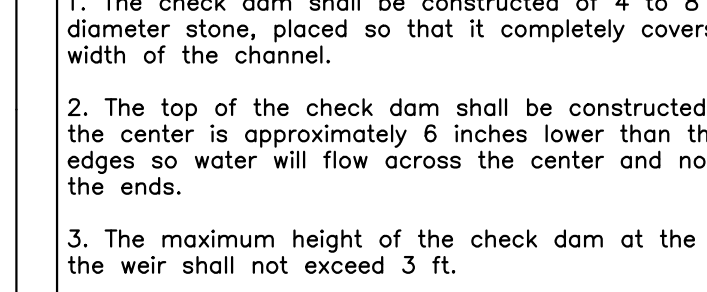 1. The check dam shall be constructed of 4 to 8
diameter stone, placed so that it completely covers
width of the channel.
2. The top of the check dam shall be constructed
the center is approximately 6 inches lower than
edges so water will flow across the center and
the ends.
3. The maximum height of the check dam at the
the weir shall not exceed 3 ft.